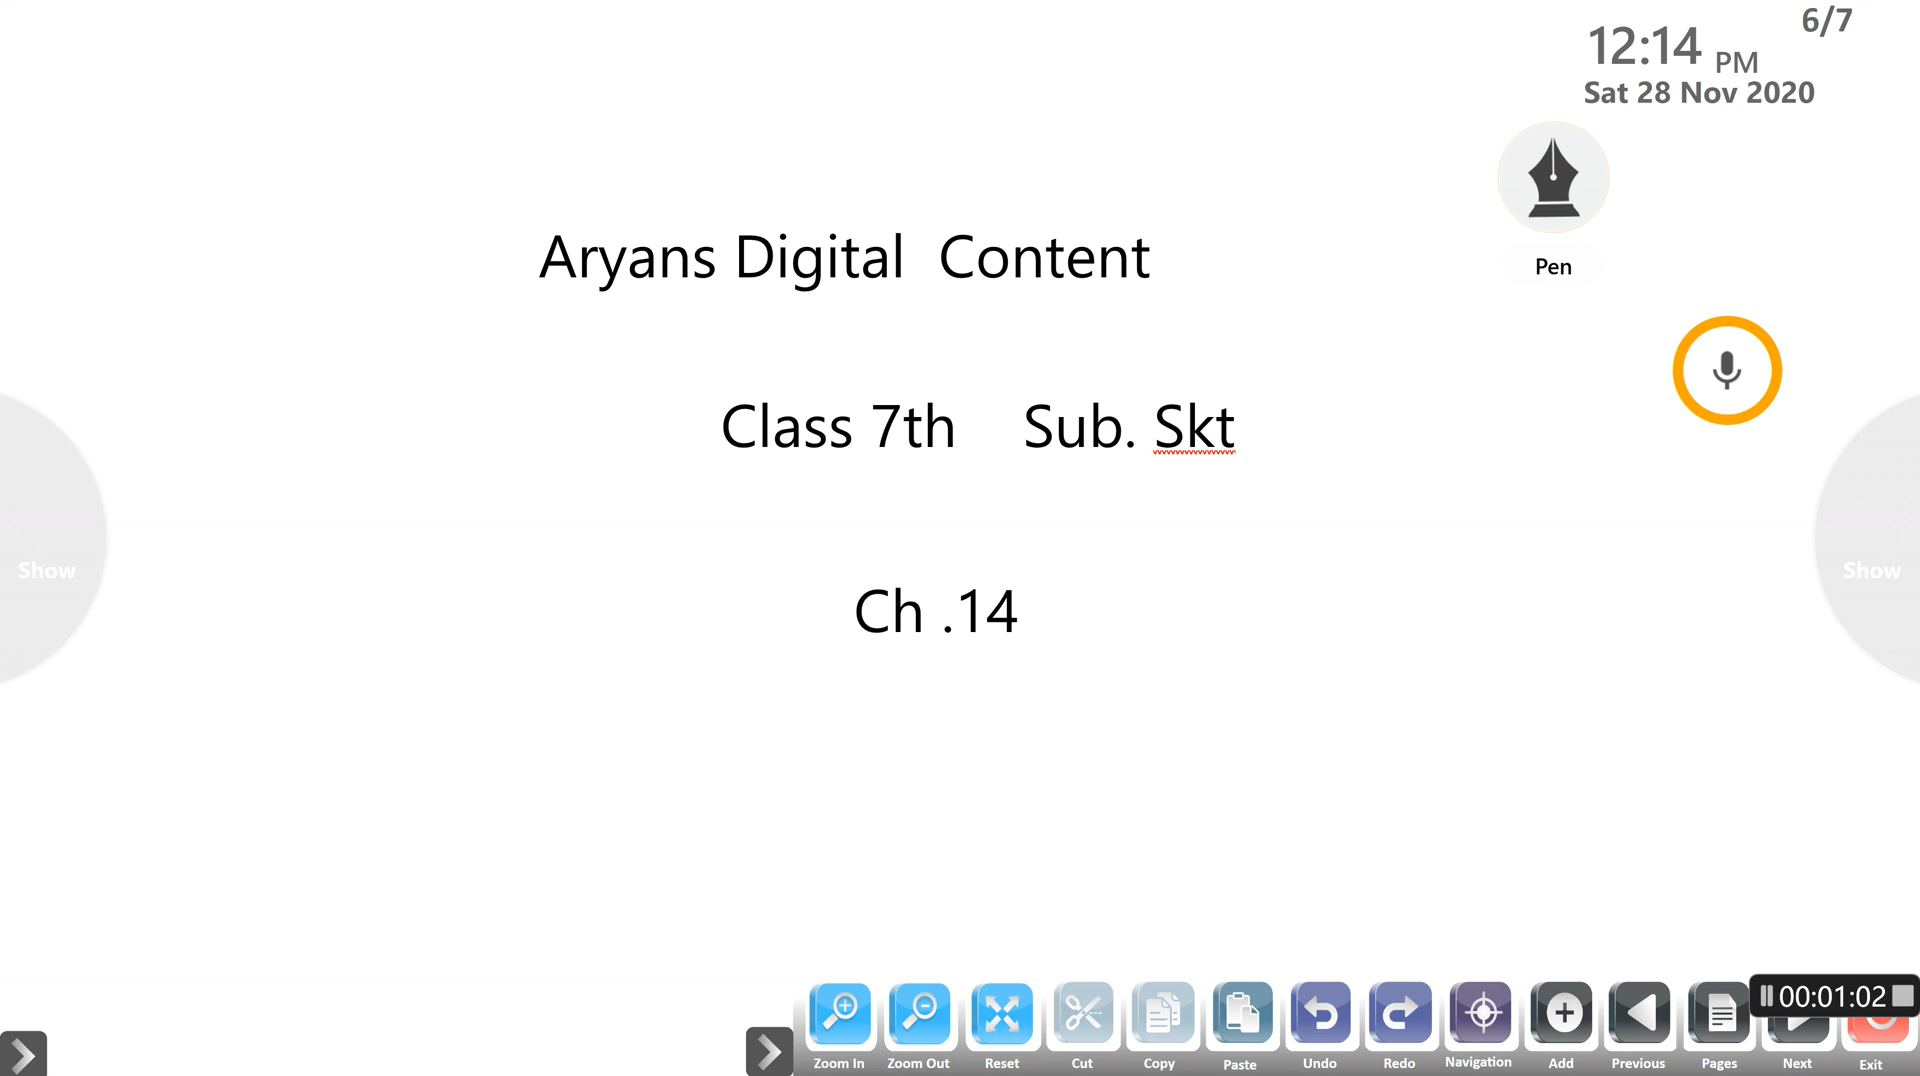 6/7
12:14 PM
Sat 28 Nov 2020
Pen
Aryans Digital  Content
Class 7th    Sub. Skt
Ch .14
Show
Show
00:01:02
Zoom In
Zoom Out
Reset
Cut
Copy
Paste
Undo
Redo
Navigation
Add
Previous
Pages
Next
Exit